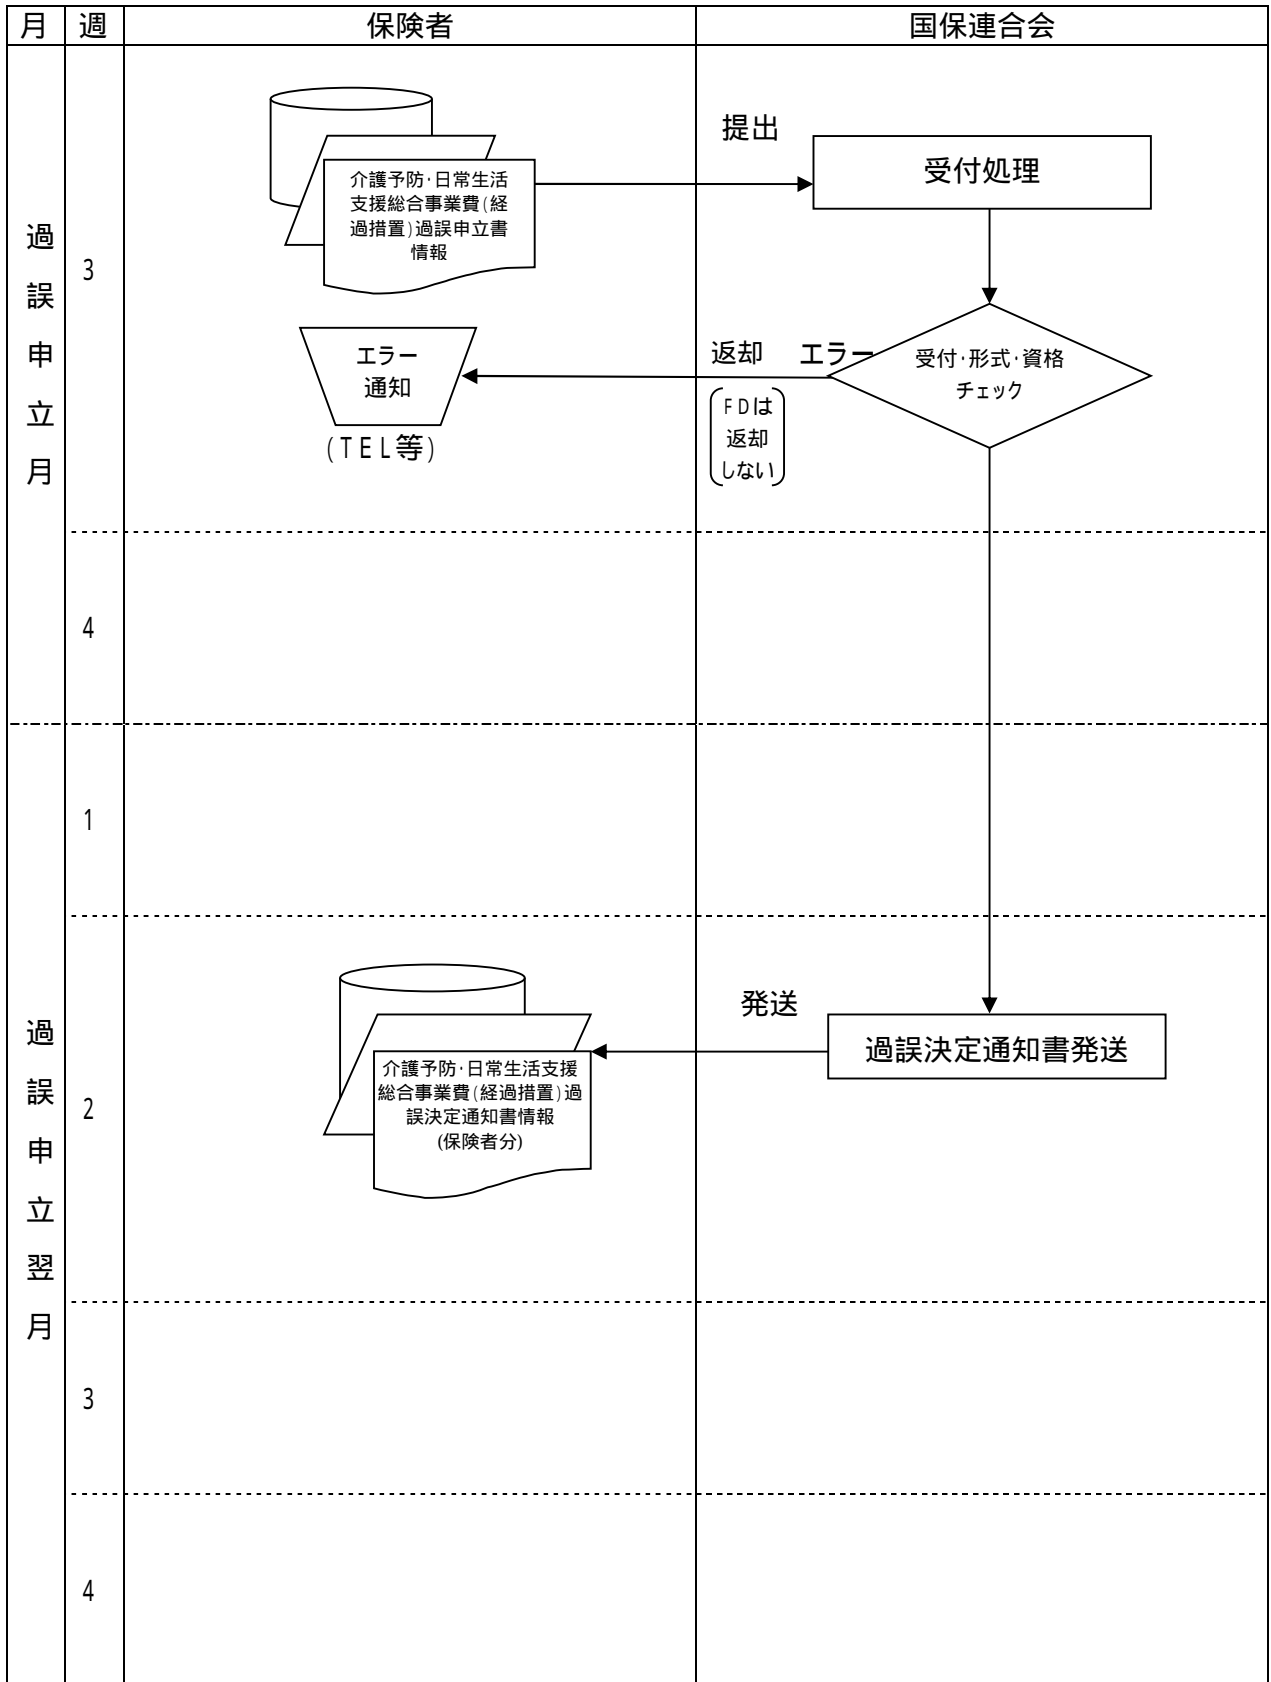 月 週 保険者 国保連合会
過誤申立月
3
介護予防・日常生活
支援総合事業費(経
過措置)過誤申立書
情報
提出
受付処理
エラー
通知
(TEL等)
返却 エラー
FDは
返却
しない
受付・形式・資格
チェック
4
1
過誤申立翌月
2
介護予防・日常生活支援
総合事業費(経過措置)過
誤決定通知書情報
(保険者分)
発送
過誤決定通知書発送
3
4